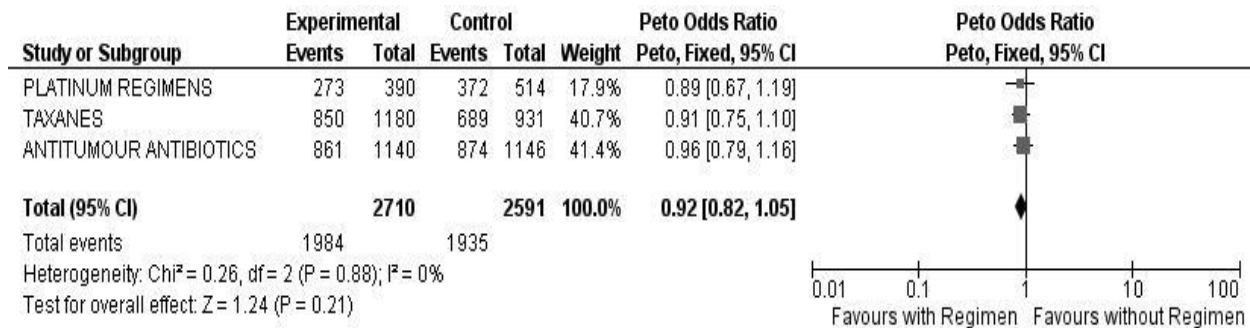 Experimental Control Peto Odds Ratio Peto Odds Ratio
Study or Subgroup Events Total Events Total Weight Peto, Fixed, 95% CI Peto, Fixed, 95% CI
PLATINUM REGIMENS 273 390 372 514 17.9% 0.89 [0.67, 1.19]
TAXANES 850 1180 689 931 40.7% 0.91 [0.75, 1.10]
ANTITUMOUR ANTIBIOTICS 861 1140 874 1146 41.4% 0.96 [0.79, 1.16]
Total (95% CI) 2710 2591 100.0% 0.92 [0.82, 1.05]
Total events 1984 1935
Heterogeneity: Chi² = 0.26, df = 2 (P = 0.88); I² = 0%
Test for overall effect: Z = 1.24 (P = 0.21)
0.01 0.1 1 10 100
Favours with Regimen Favours without Regimen